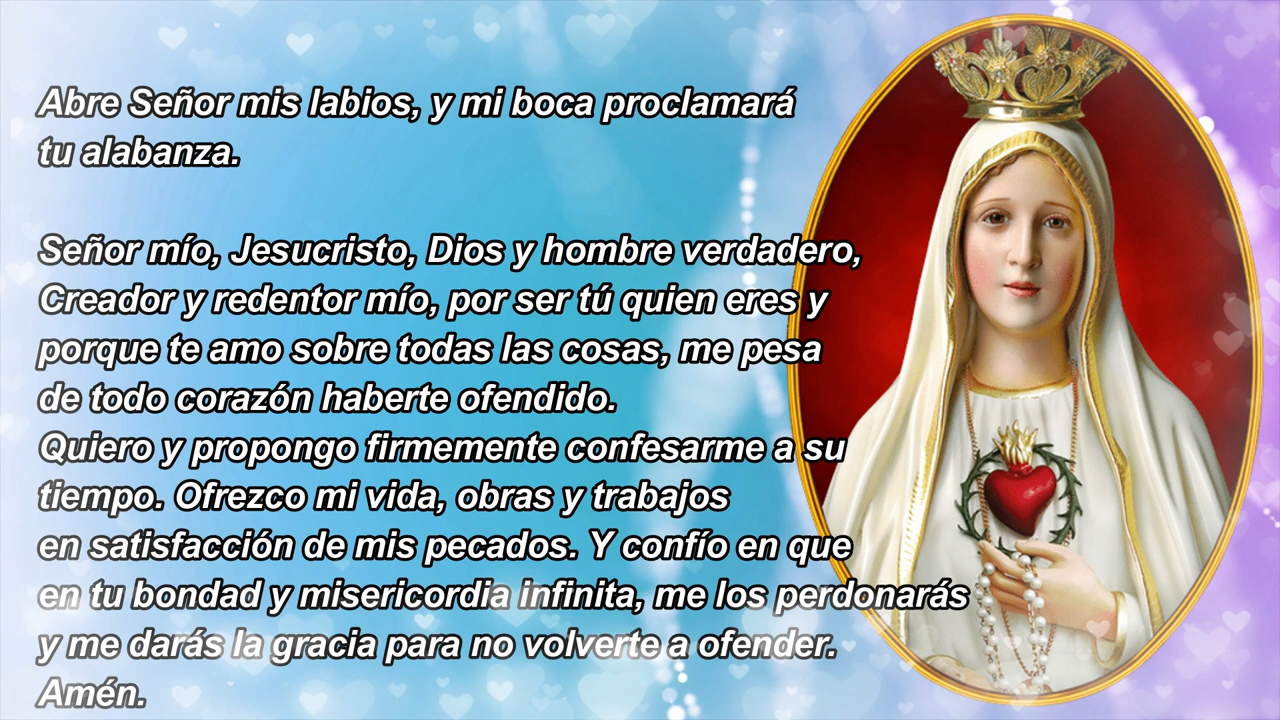 Abre Señor mis labios, y mi boca proclamará
tu alabanza.
Señor mío, Jesucristo, Dios y hombre verdadero,
Creador y redentor mío, por ser tú quien eres y
porque te amo sobre todas las cosas, me pesa
de todo corazón haberte ofendido.
Quiero y propongo firmemente confesarme a su
tiempo. Ofrezco mi vida, obras y trabajos
en satisfacción de mis pecados. Y confío en que
en tu bondad y misericordia infinita, me los perdonarás
y me darás la gracia para no volverte a ofender.
Amén.